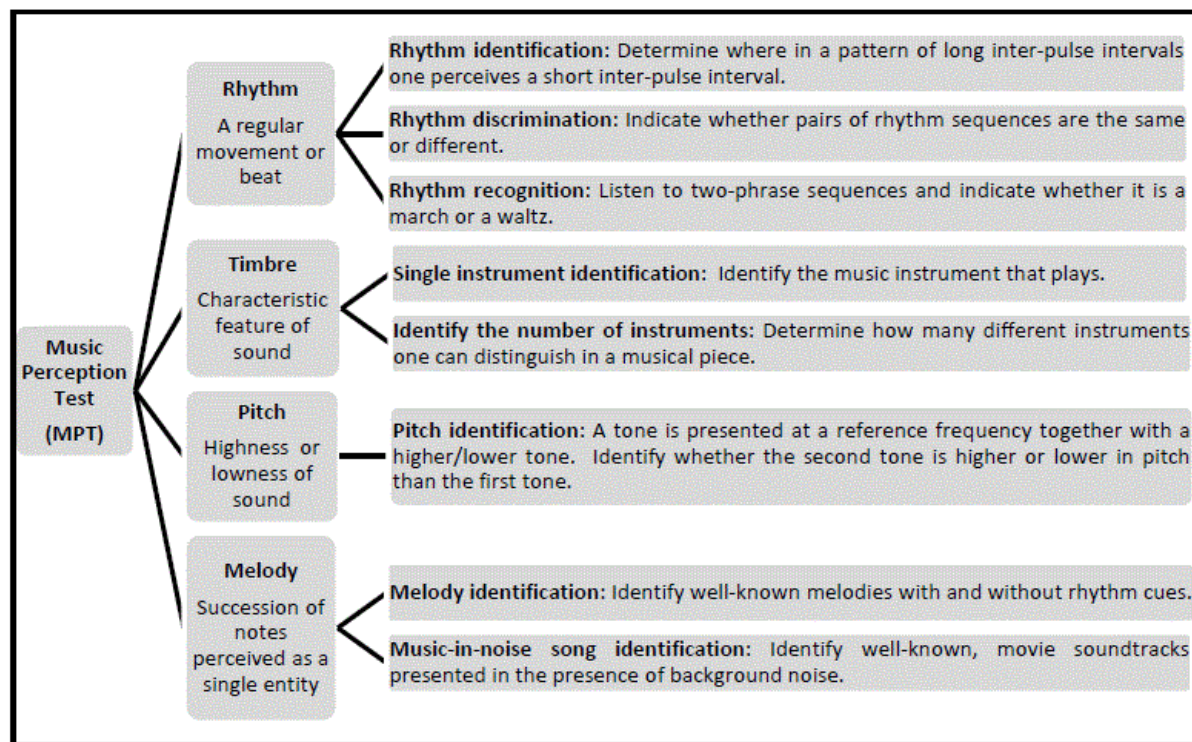 Music
Perception
Test
(MPT)
Rhythm
A regular
movement or
beat
Rhythm identification: Determine where in a pattern of long inter-pulse intervals
one perceives a short inter-pulse interval.
Rhythm discrimination: Indicate whether pairs of rhythm sequences are the same
or different.
Rhythm recognition: Listen to two-phrase sequences and indicate whether it is a
march or a waltz.
Timbre
Characteristic
feature of
sound
Single instrument identification: Identify the music instrument that plays.
Identify the number of instruments: Determine how many different instruments
one can distinguish in a musical piece.
Pitch
Highness or
lowness of
sound
Pitch identification: A tone is presented at a reference frequency together with a
higher/lower tone. Identify whether the second tone is higher or lower in pitch
than the first tone.
Melody
Succession of
notes
perceived as a
single entity
Melody identification: Identify well-known melodies with and without rhythm cues.
Music-in-noise song identification: Identify well-known, movie soundtracks
presented in the presence of background noise.